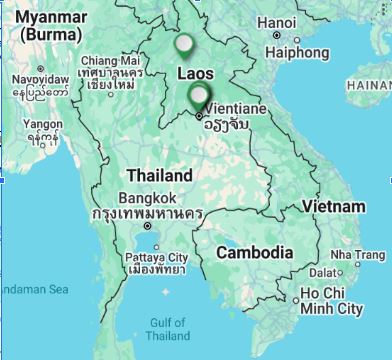 Myanmar
(Burma)
Hanoi
Haiphong
Chiang Mai
เทศบาลนคร
เชียงใหม่
Laos
Naypyidaw
နေပြည်တော်
HAINAN
Vientiane
ວຽງຈັນ
Yangon
ရန်ကုန်
Thailand
Bangkok
กรุงเทพมหานคร
Vietnam
Pattaya City
เมืองพัทยา
Cambodia
Nha Trang
Dalat
ndaman Sea
Ho Chi
Minh City
Gulf of
Thailand